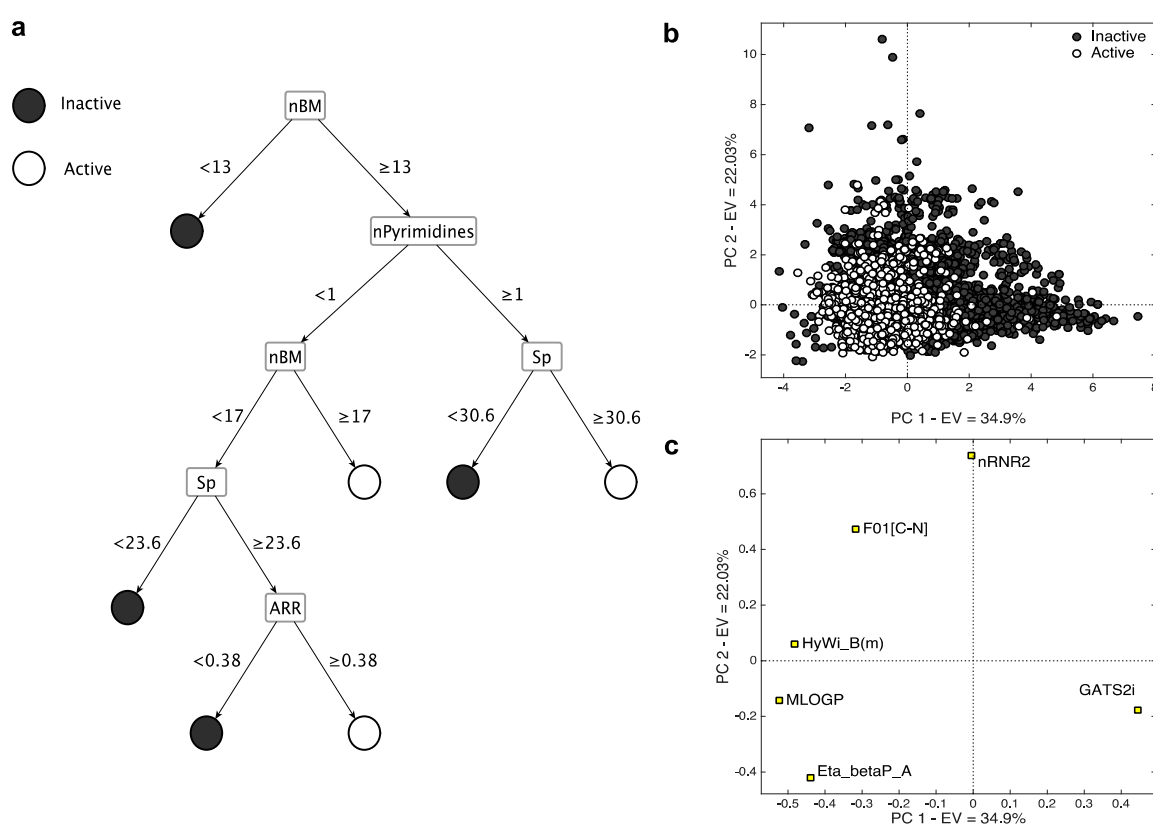 a
Inactive
Active
nBM
<13
≥13
nPyrimidines
<1
≥1
nBM
Sp
<17
≥17
<30.6
≥30.6
Sp
<23.6
≥23.6
ARR
<0.38
≥0.38
b
Inactive
Active
10
8
6
4
2
0
-2
PC 2 - EV = 22.03%
-4
-2
0
2
4
6
8
PC 1 - EV = 34.9%
c
nRNR2
F01[C-N]
HyWi_B(m)
MLOGP
GATS2i
Eta_betaP_A
0.6
0.4
0.2
0
-0.2
-0.4
PC 2 - EV = 22.03%
-0.5
-0.4
-0.3
-0.2
-0.1
0
0.1
0.2
0.3
0.4
PC 1 - EV = 34.9%